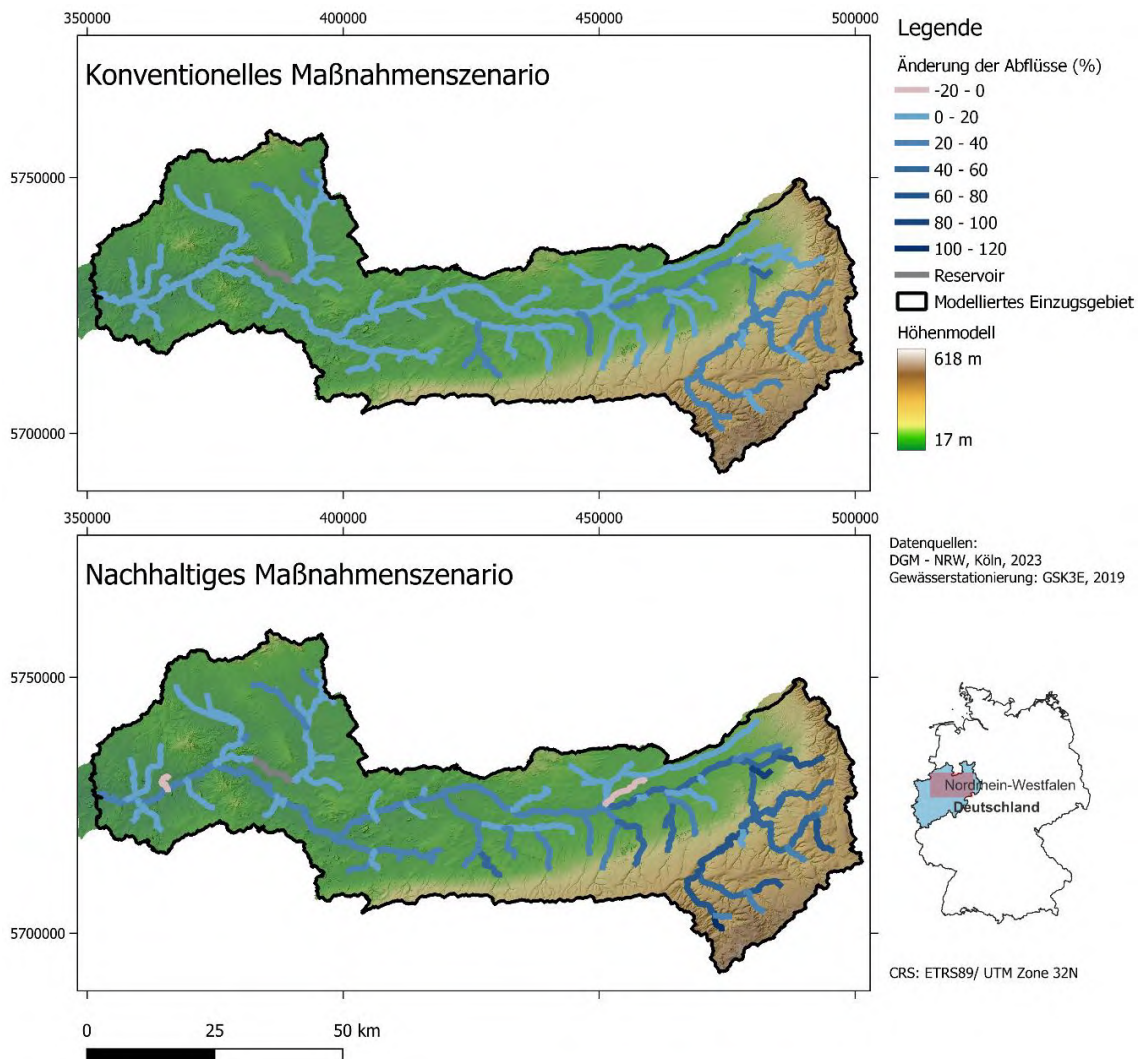 350000 400000 450000 500000
Konventionelles Maßnahmenszenario
5750000
5700000
Legende
Änderung der Abflüsse (%)
-20 - 0
0 - 20
20 - 40
40 - 60
60 - 80
80 - 100
100 - 120
Reservoir
Modelliertes Einzugsgebiet
Höhenmodell
618 m
17 m
350000 400000 450000 500000
Nachhaltiges Maßnahmenszenario
5750000
5700000
Datenquellen:
DGM - NRW, Köln, 2023
Gewässerstationierung: GSK3E, 2019
Nordrhein-Westfalen
Deutschland
CRS: ETRS89/ UTM Zone 32N
0 25 50 km